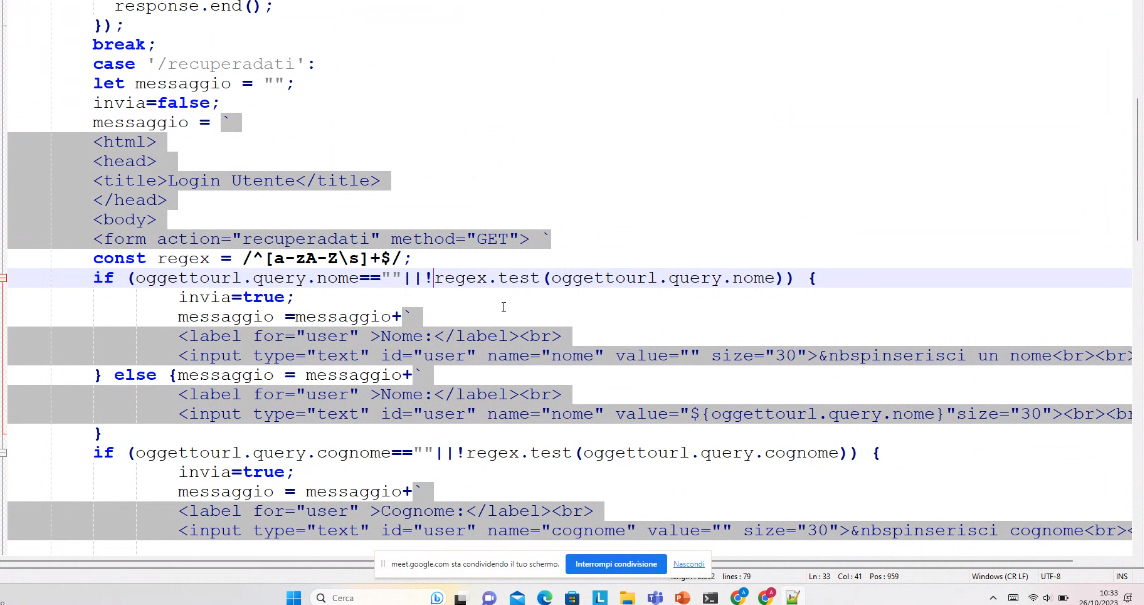 response.end();
});
break;
case '/recuperadati':
let messaggio = "";
invia=false;
messaggio = `
<html>
<head>
<title>Login Utente</title>
</head>
<body>
<form action="recuperadati" method="GET"> `
const regex = /^[a-zA-Z\s]+$/;
if (oggettourl.query.nome==""||!regex.test(oggettourl.query.nome)) {
invia=true;
messaggio =messaggio+`
<label for="user" >Nome:</label><br>
<input type="text" id="user" name="nome" value="" size="30">&nbspinserisci un nome<br><br>
} else {messaggio = messaggio+`
<label for="user" >Nome:</label><br>
<input type="text" id="user" name="nome" value="${oggettourl.query.nome}"size="30"><br><br
}
if (oggettourl.query.cognome==""||!regex.test(oggettourl.query.cognome)) {
invia=true;
messaggio = messaggio+`
<label for="user" >Cognome:</label><br>
<input type="text" id="user" name="cognome" value="" size="30">&nbspinserisci cognome<br><
meet.google.com sta condividendo il tuo schermo. Interrompi condivisione Nascondi
lines : 79 Ln : 33 Col : 41 Pos : 959 Windows (CR LF) UTF-8 INS
Cerca 10:33
26/10/2023